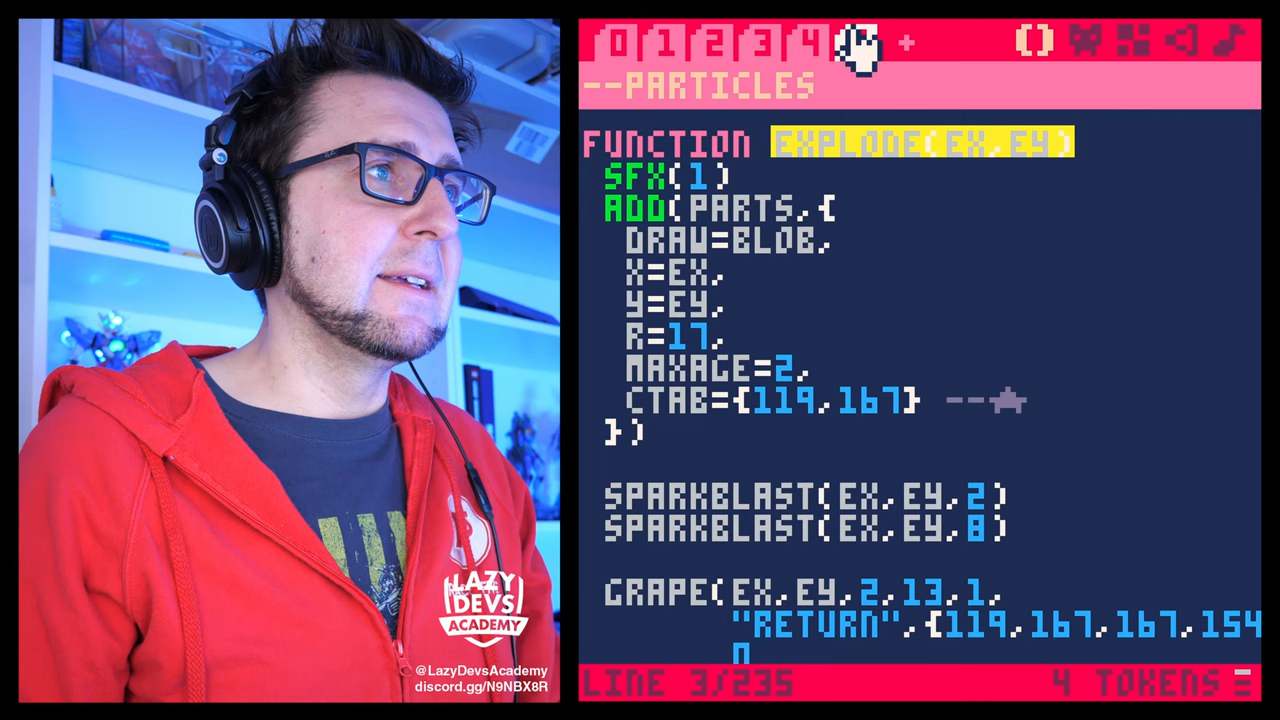 LAZY
DEVS
ACADEMY
@LazyDevsAcademy
discord.gg/N9NBX8R
0 1 2 3 4 +
--PARTICLES
FUNCTION EXPLODE(EX,EY)
SFX(1)
ADD(PARTS,{
DRAW=BLOB,
X=EX,
Y=EY,
R=17,
MAXAGE=2,
CTAB={119,167} --
})
SPARKBLAST(EX,EY,2)
SPARKBLAST(EX,EY,8)
GRAPE(EX,EY,2,13,1,
"RETURN",{119,167,167,154
LINE 3/235
4 TOKENS